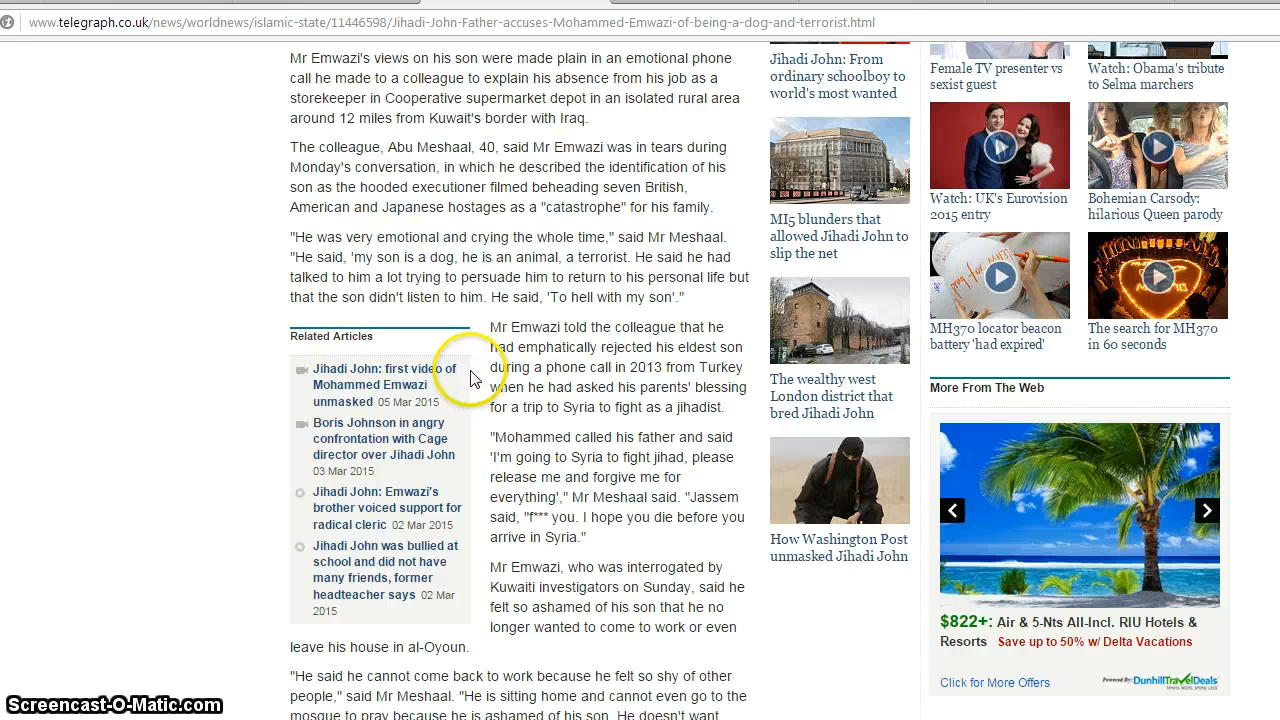 www.telegraph.co.uk/news/worldnews/islamic-state/11446598/Jihadi-John-Father-accuses-Mohammed-Emwazi-of-being-a-dog-and-terrorist.html
Mr Emwazi's views on his son were made plain in an emotional phone
call he made to a colleague to explain his absence from his job as a
storekeeper in Cooperative supermarket depot in an isolated rural area
around 12 miles from Kuwait's border with Iraq.
The colleague, Abu Meshaal, 40, said Mr Emwazi was in tears during
Monday's conversation, in which he described the identification of his
son as the hooded executioner filmed beheading seven British,
American and Japanese hostages as a "catastrophe" for his family.
"He was very emotional and crying the whole time," said Mr Meshaal.
"He said, 'my son is a dog, he is an animal, a terrorist. He said he had
talked to him a lot trying to persuade him to return to his personal life but
that the son didn't listen to him. He said, 'To hell with my son'."
Related Articles
Jihadi John: first video of
Mohammed Emwazi
unmasked 05 Mar 2015
Boris Johnson in angry
confrontation with Cage
director over Jihadi John
03 Mar 2015
Jihadi John: Emwazi's
brother voiced support for
radical cleric 02 Mar 2015
Jihadi John was bullied at
school and did not have
many friends, former
headteacher says 02 Mar
2015
Mr Emwazi told the colleague that he
had emphatically rejected his eldest son
during a phone call in 2013 from Turkey
when he had asked his parents' blessing
for a trip to Syria to fight as a jihadist.
"Mohammed called his father and said
'I'm going to Syria to fight jihad, please
release me and forgive me for
everything'," Mr Meshaal said. "Jassem
said, "f*** you. I hope you die before you
arrive in Syria."
Mr Emwazi, who was interrogated by
Kuwaiti investigators on Sunday, said he
felt so ashamed of his son that he no
longer wanted to come to work or even
leave his house in al-Oyoun.
"He said he cannot come back to work because he felt so shy of other
people," said Mr Meshaal. "He's staying home and cannot even go to the
mosque to pray because he is ashamed of his son. He doesn't want
Jihadi John: From
ordinary schoolboy to
world's most wanted
MI5 blunders that
allowed Jihadi John to
slip the net
The wealthy west
London district that
bred Jihadi John
How Washington Post
unmasked Jihadi John
Female TV presenter vs
sexist guest
Watch: Obama's tribute
to Selma marchers
Watch: UK's Eurovision
2015 entry
Bohemian Carsody:
hilarious Queen parody
MH370 locator beacon
battery 'had expired'
The search for MH370
in 60 seconds
More From The Web
$822+: Air & 5-Nts All-Incl. RIU Hotels &
Resorts Save up to 50% w/ Delta Vacations
Click for More Offers
Powered By: DunhillTravelDeals
Screencast-O-Matic.com